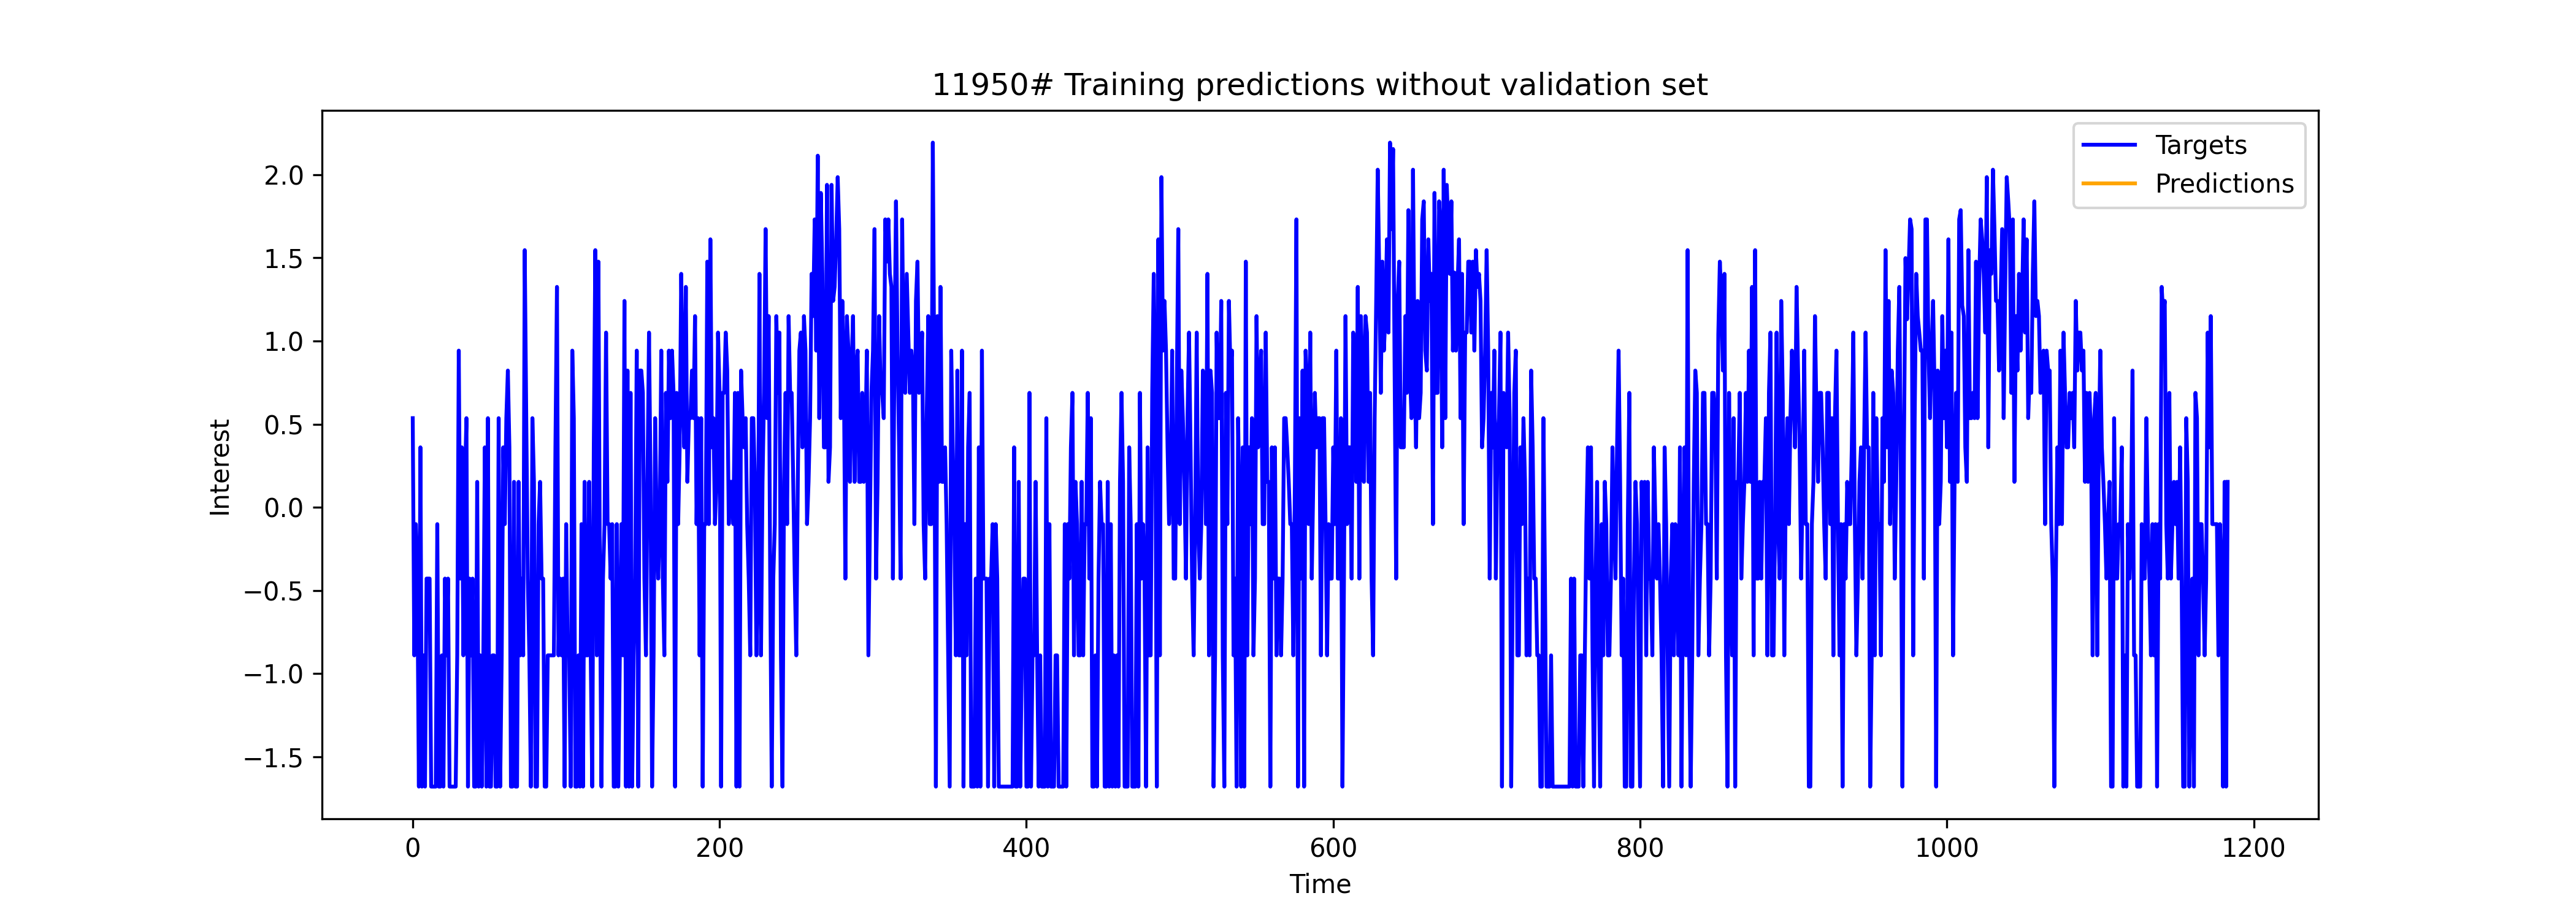 11950# Training predictions without validation set
Targets
Predictions
2.0
1.5
1.0
0.5
0.0
−0.5
−1.0
−1.5
Interest
0 200 400 600 800 1000 1200
Time